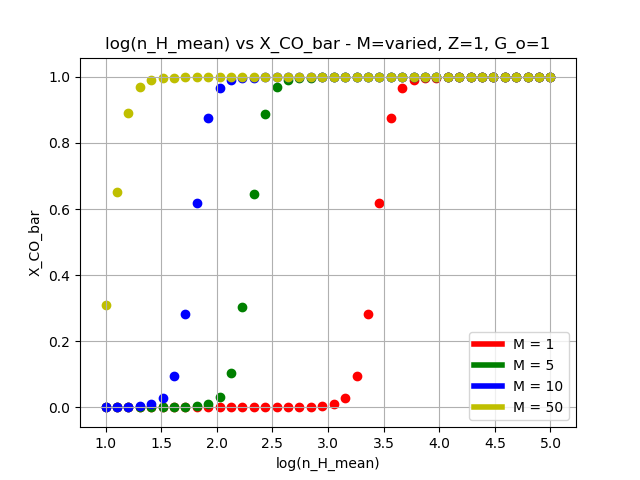 log(n_H_mean) vs X_CO_bar - M=varied, Z=1, G_o=1
X_CO_bar
1.0
0.8
0.6
0.4
0.2
0.0
M = 1
M = 5
M = 10
M = 50
1.0 1.5 2.0 2.5 3.0 3.5 4.0 4.5 5.0
log(n_H_mean)